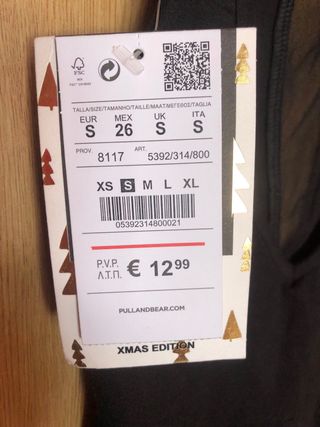 FSC
TALLA/SIZE/TAMANHO/TAILLE/MAAT/ΜΕΓΕΘΟΣ/TAGLIA
EUR MEX UK ITA
S 26 S S
PROV. ART.
8117 5392/314/800
XS S M L XL
05392314800021
P.V.P.
Λ.Τ.Π. € 12 99
PULLANDBEAR.COM
XMAS EDITION